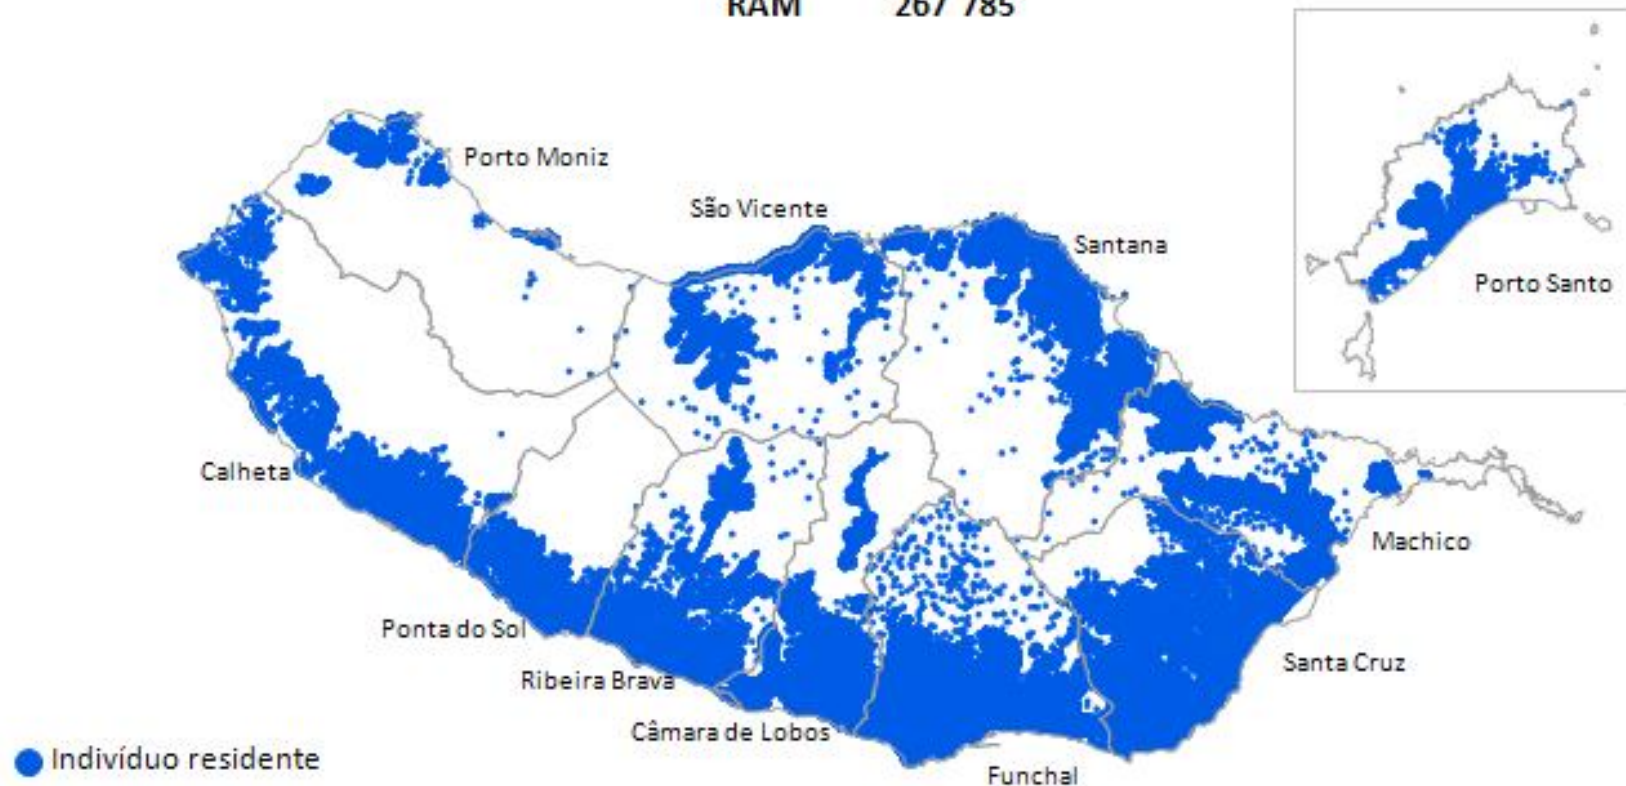 RAM 267 785
Porto Moniz
São Vicente
Santana
Porto Santo
Calheta
Machico
Ponta do Sol
Santa Cruz
Ribeira Brava
Câmara de Lobos
Indivíduo residente
Funchal